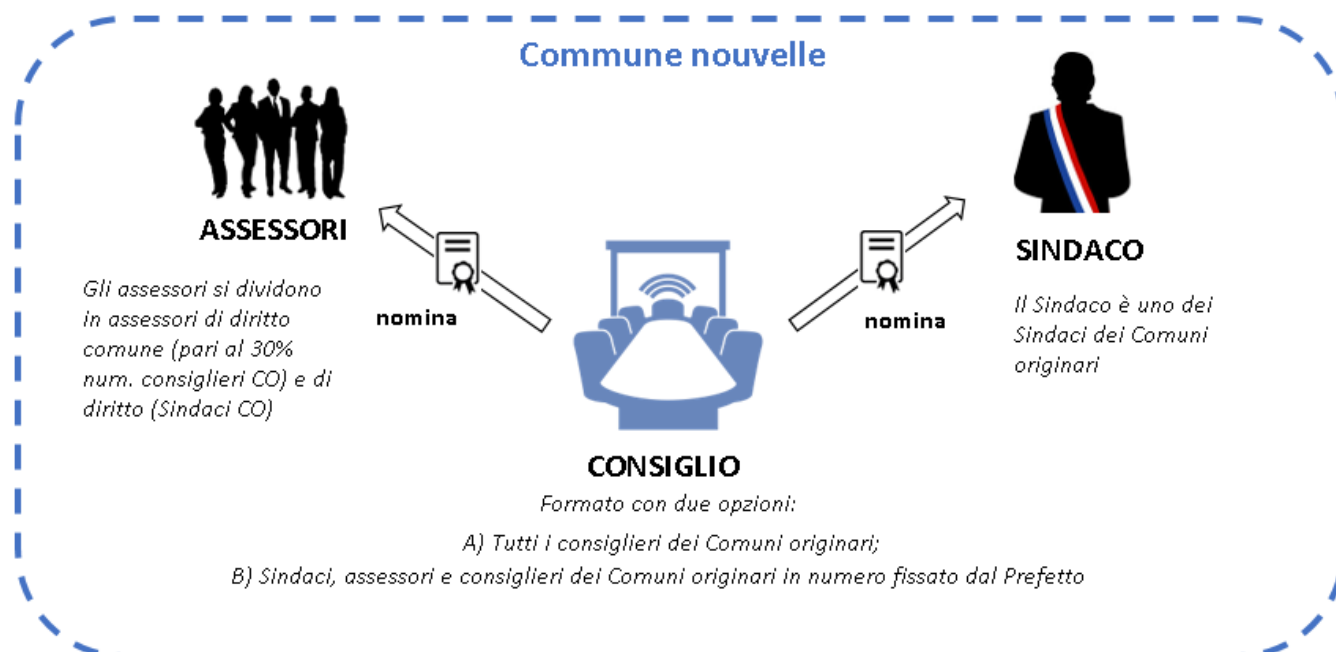 Commune nouvelle
ASSESSORI
Gli assessori si dividono
in assessori di diritto
comune (pari al 30%
num. consiglieri CO) e di
diritto (Sindaci CO)
nomina
nomina
SINDACO
Il Sindaco è uno dei
Sindaci dei Comuni
originari
CONSIGLIO
Formato con due opzioni:
A) Tutti i consiglieri dei Comuni originari;
B) Sindaci, assessori e consiglieri dei Comuni originari in numero fissato dal Prefetto